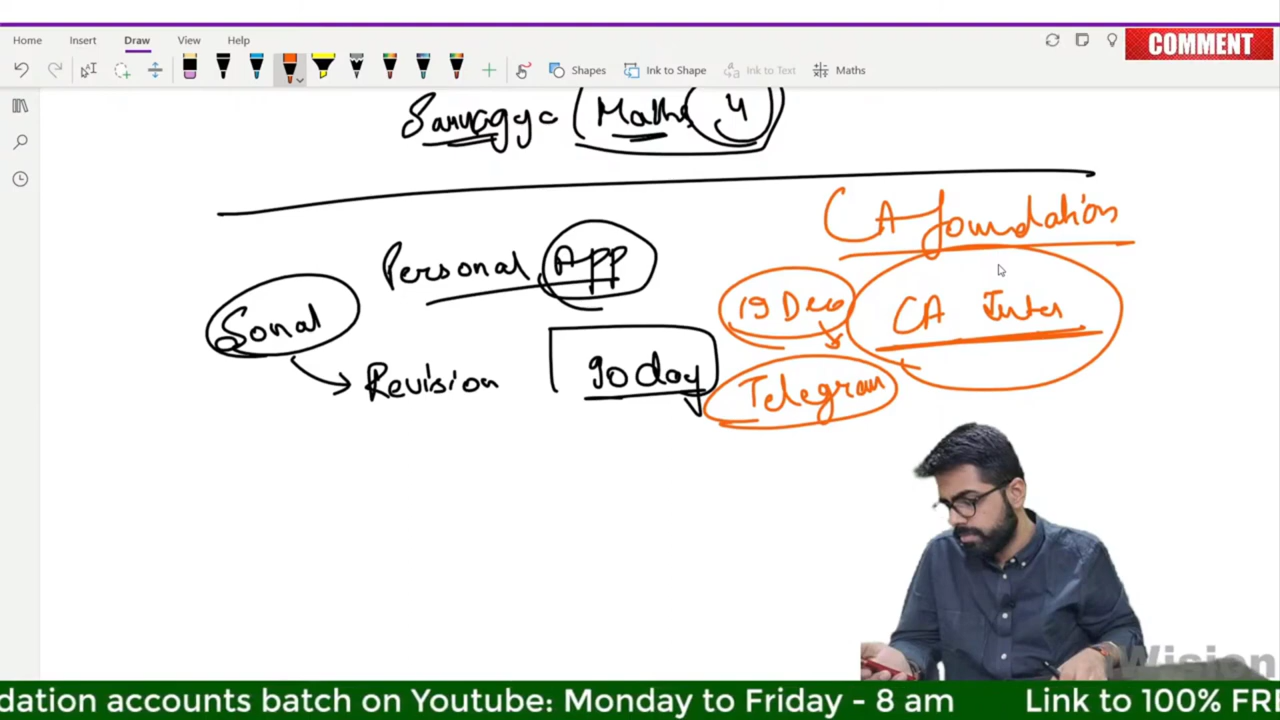 Home Insert Draw View Help
COMMENT
Shapes Ink to Shape Ink to Text Maths
Maths 4
CA foundation
Personal App
19 Dec CA Inter
Sonal
Revision 90 day Telegram
Wision
dation accounts batch on Youtube: Monday to Friday - 8 am Link to 100% FRE